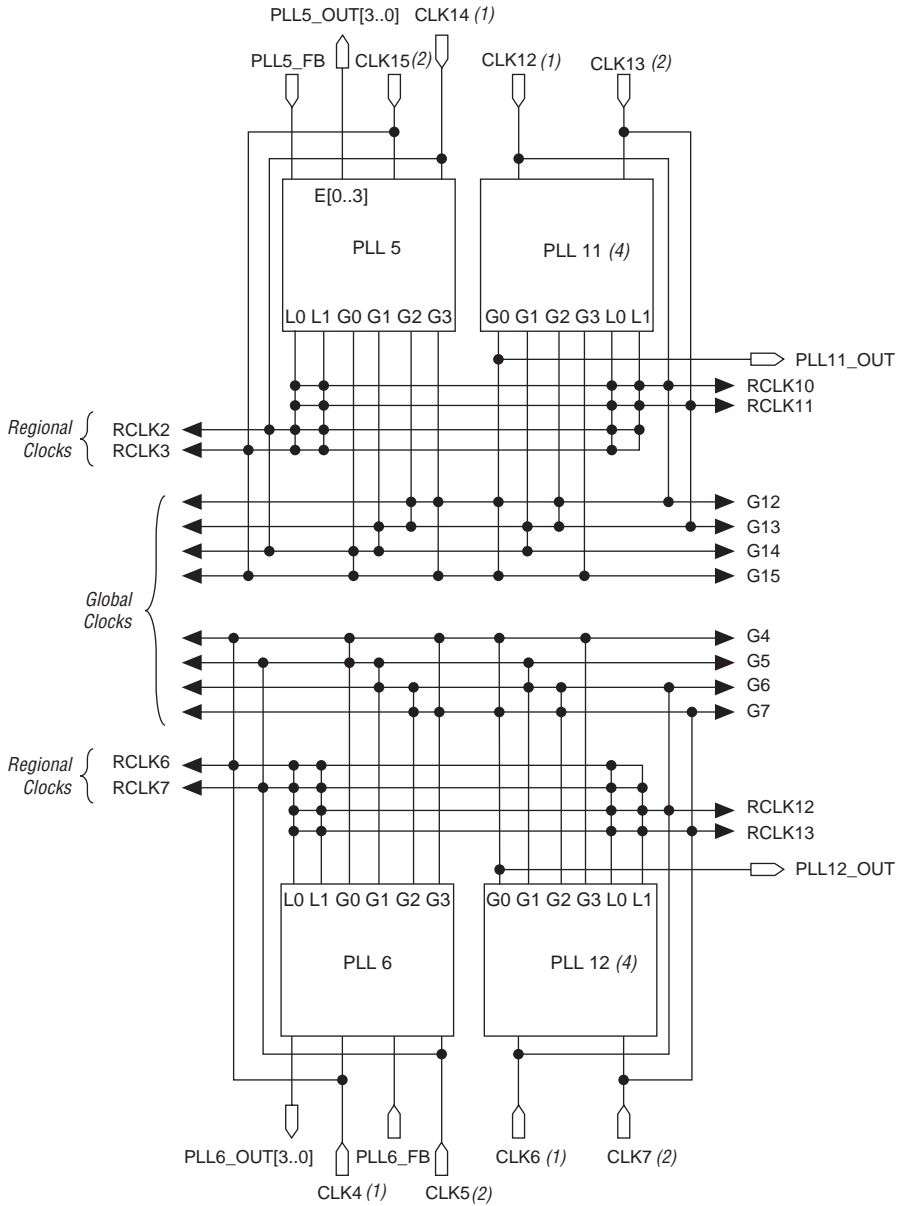 PLL5_OUT[3..0] CLK14 (1)
PLL5_FB CLK15 (2) CLK12 (1) CLK13 (2)
E[0..3]
PLL 5 PLL 11 (4)
L0 L1 G0 G1 G2 G3 G0 G1 G2 G3 L0 L1
PLL11_OUT
RCLK10
RCLK11
Regional Clocks
RCLK2
RCLK3
G12
G13
G14
G15
Global Clocks
G4
G5
G6
G7
Regional Clocks
RCLK6
RCLK7
RCLK12
RCLK13
PLL12_OUT
L0 L1 G0 G1 G2 G3 G0 G1 G2 G3 L0 L1
PLL 6 PLL 12 (4)
PLL6_OUT[3..0] PLL6_FB CLK6 (1) CLK7 (2)
CLK4 (1) CLK5 (2)